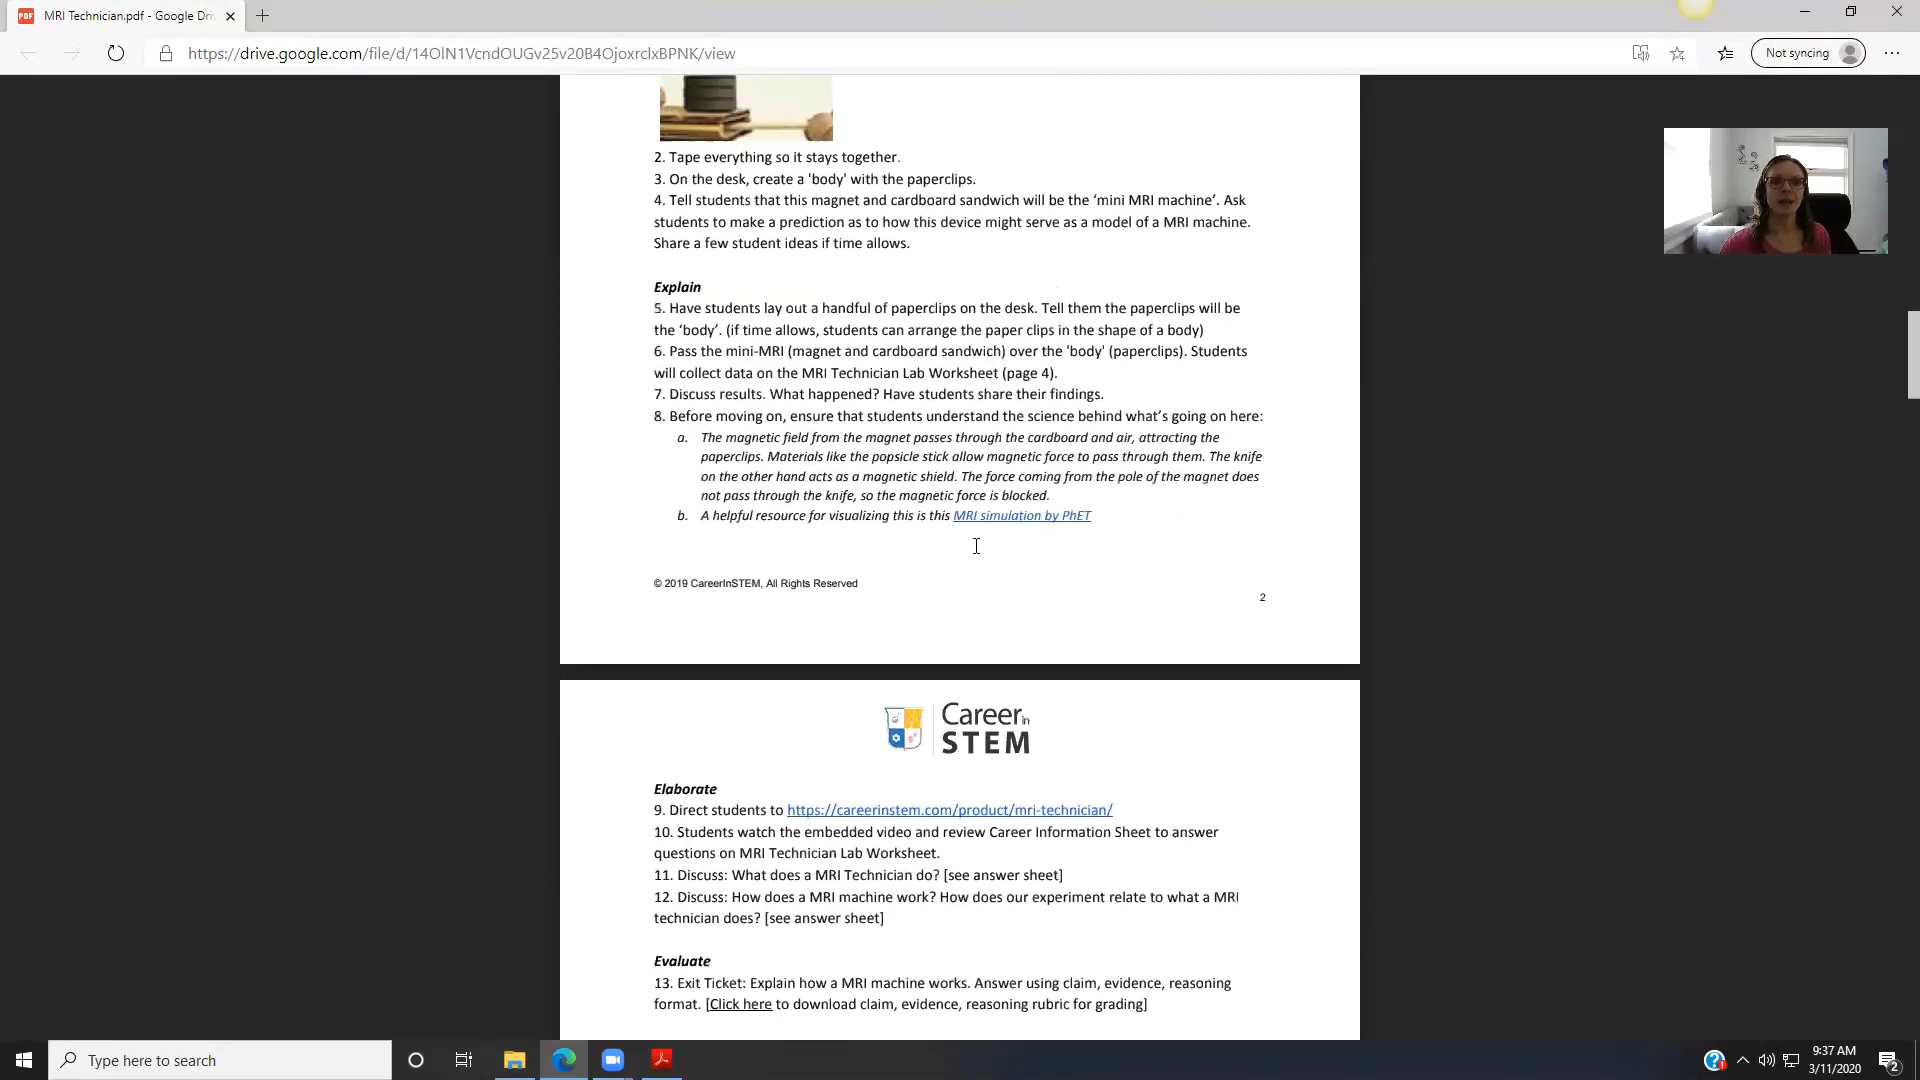 MRI Technician.pdf - Google Dri
https://drive.google.com/file/d/14OlN1VcndOUGv25v20B4OjoxrclxBPNK/view
Not syncing
2. Tape everything so it stays together.
3. On the desk, create a 'body' with the paperclips.
4. Tell students that this magnet and cardboard sandwich will be the ‘mini MRI machine’. Ask
students to make a prediction as to how this device might serve as a model of a MRI machine.
Share a few student ideas if time allows.
Explain
5. Have students lay out a handful of paperclips on the desk. Tell them the paperclips will be
the ‘body’. (if time allows, students can arrange the paper clips in the shape of a body)
6. Pass the mini-MRI (magnet and cardboard sandwich) over the 'body' (paperclips). Students
will collect data on the MRI Technician Lab Worksheet (page 4).
7. Discuss results. What happened? Have students share their findings.
8. Before moving on, ensure that students understand the science behind what’s going on here:
a. The magnetic field from the magnet passes through the cardboard and air, attracting the
paperclips. Materials like the popsicle stick allow magnetic force to pass through them. The knife
on the other hand acts as a magnetic shield. The force coming from the pole of the magnet does
not pass through the knife, so the magnetic force is blocked.
b. A helpful resource for visualizing this is this MRI simulation by PhET
© 2019 CareerInSTEM, All Rights Reserved
2
Career in
STEM
Elaborate
9. Direct students to https://careerinstem.com/product/mri-technician/
10. Students watch the embedded video and review Career Information Sheet to answer
questions on MRI Technician Lab Worksheet.
11. Discuss: What does a MRI Technician do? [see answer sheet]
12. Discuss: How does a MRI machine work? How does our experiment relate to what a MRI
technician does? [see answer sheet]
Evaluate
13. Exit Ticket: Explain how a MRI machine works. Answer using claim, evidence, reasoning
format. [Click here to download claim, evidence, reasoning rubric for grading]
Type here to search
9:37 AM
3/11/2020
2